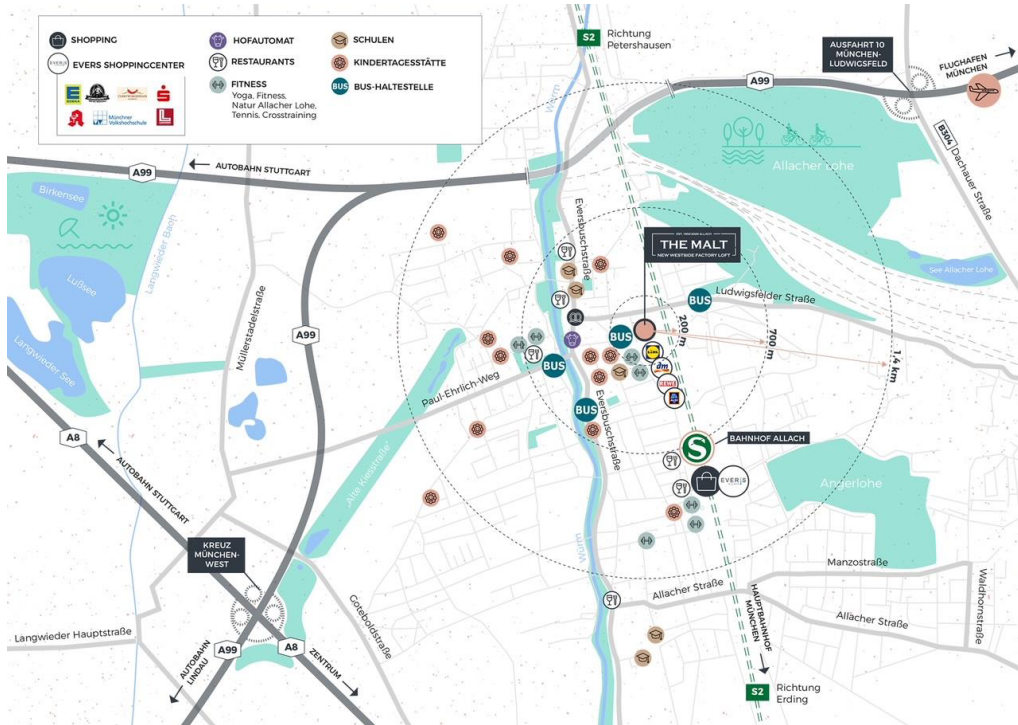 SHOPPING
EVERS SHOPPINGCENTER
EDEKA
Münchner
Volkshochschule
HOFAUTOMAT
RESTAURANTS
FITNESS
Yoga, Fitness,
Natur Allacher Lohe,
Tennis, Crosstraining
SCHULEN
KINDERTAGESSTÄTTE
BUS
BUS-HALTESTELLE
S2
Richtung
Petershausen
AUSFAHRT 10
MÜNCHEN-
LUDWIGSFELD
FLUGHAFEN
MÜNCHEN
A99
B304
Dachauer Straße
Allacher Lohe
See Allacher Lohe
A99
AUTOBAHN STUTTGART
Würm
Birkensee
Langwieder Bach
Lußsee
Langwieder See
Müllerstadelstraße
A99
Eversbuschstraße
THE MALT
NEW WESTSIDE FACTORY LOFT
BUS
Ludwigsfelder Straße
BUS
200 m
700 m
1,4 km
BUS
Paul-Ehrlich-Weg
dm
REWE
BUS
Eversbuschstraße
A8
AUTOBAHN STUTTGART
"Alte Kiesstraße"
S
BAHNHOF ALLACH
EVER|S
Angerlohe
KREUZ
MÜNCHEN-
WEST
Würm
Manzostraße
Allacher Straße
Allacher Straße
Waldhornstraße
Goteboldstraße
Langwieder Hauptstraße
A99
A8
AUTOBAHN
LINDAU
ZENTRUM
HAUPTBAHNHOF
MÜNCHEN
S2
Richtung
Erding